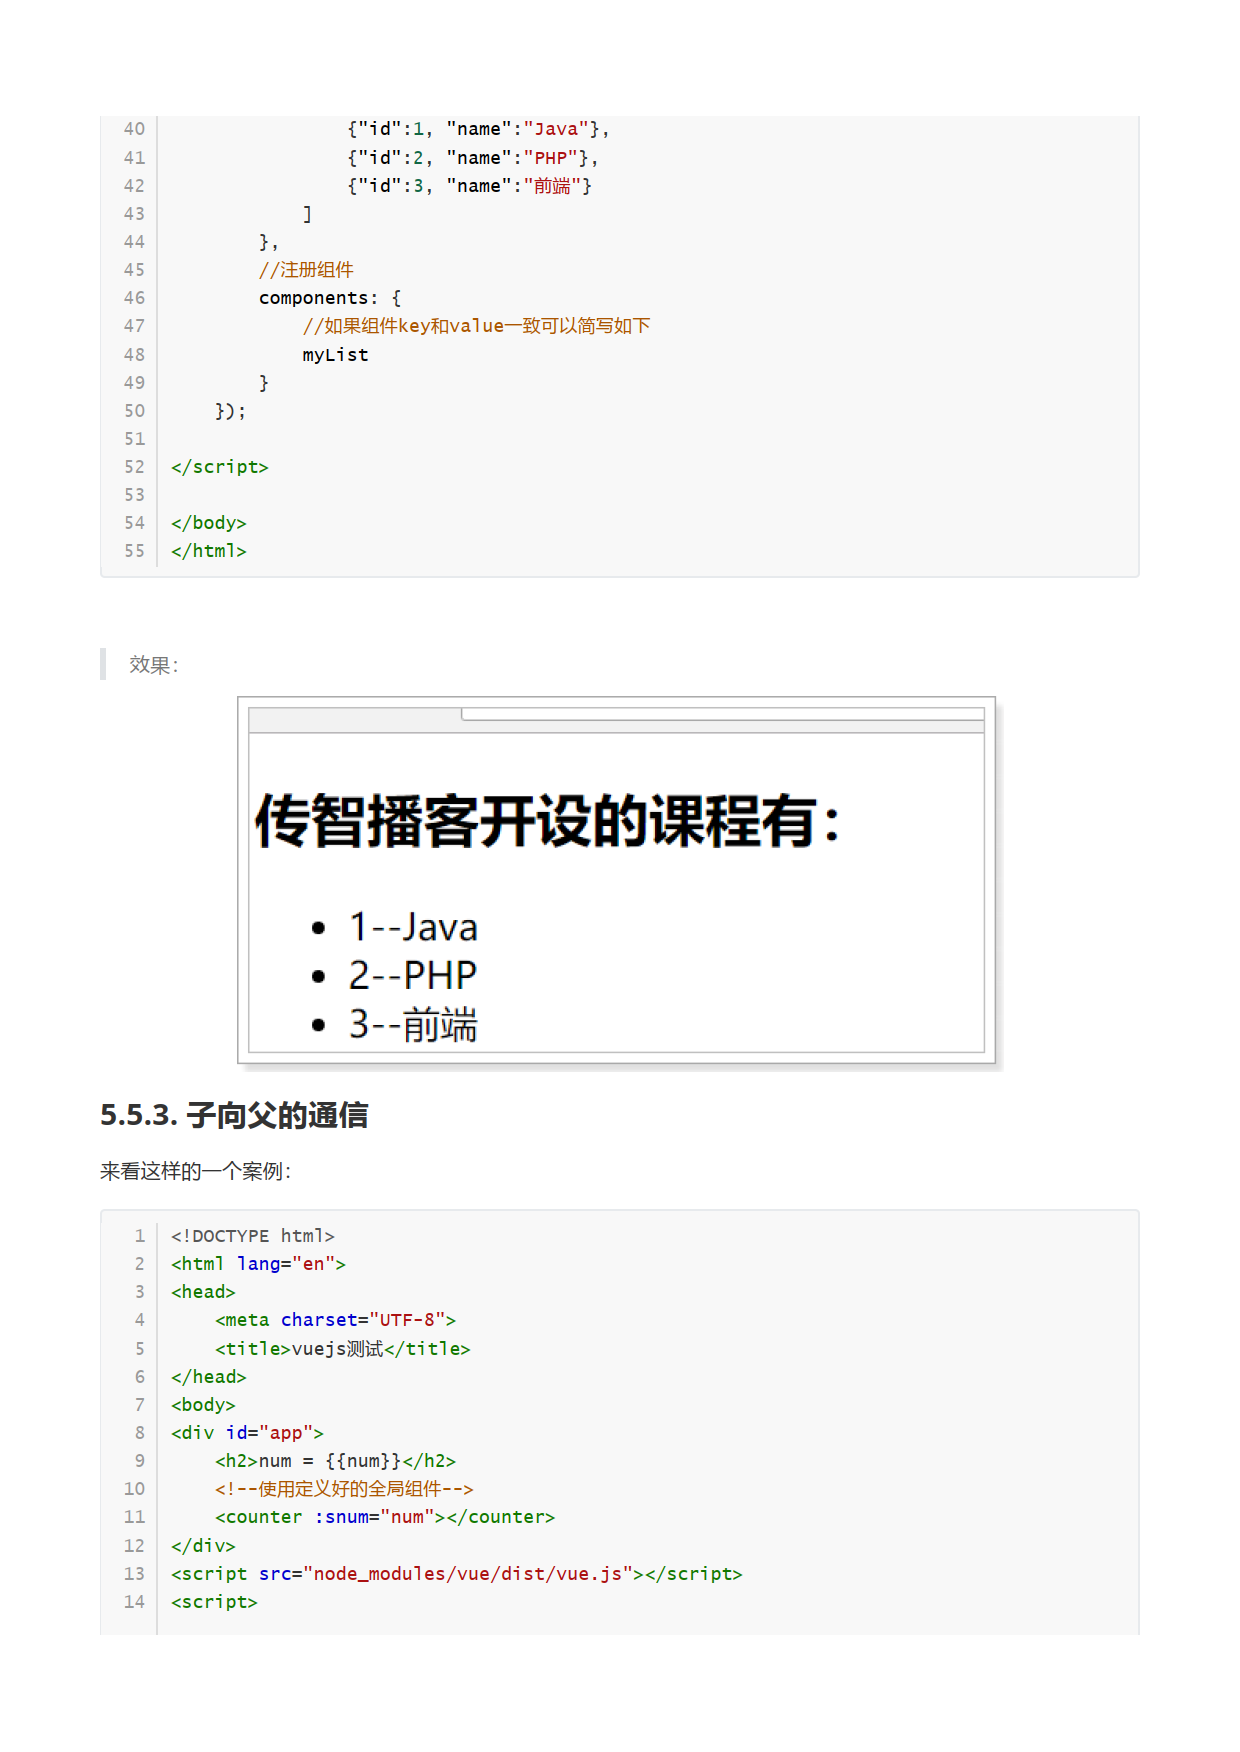 40 {"id":1, "name":"Java"},
41 {"id":2, "name":"PHP"},
42 {"id":3, "name":"前端"}
43 ]
44 },
45 //注册组件
46 components: {
47 //如果组件key和value一致可以简写如下
48 myList
49 }
50 });
51
52 </script>
53
54 </body>
55 </html>
效果：
传智播客开设的课程有：
• 1--Java
• 2--PHP
• 3--前端
5.5.3. 子向父的通信
来看这样的一个案例：
1 <!DOCTYPE html>
2 <html lang="en">
3 <head>
4 <meta charset="UTF-8">
5 <title>vuejs测试</title>
6 </head>
7 <body>
8 <div id="app">
9 <h2>num = {{num}}</h2>
10 <!--使用定义好的全局组件-->
11 <counter :snum="num"></counter>
12 </div>
13 <script src="node_modules/vue/dist/vue.js"></script>
14 <script>